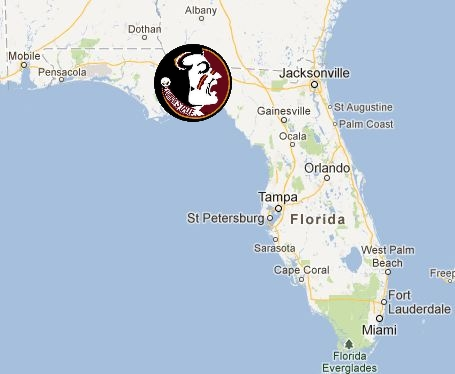 Albany
Dothan
Mobile
Pensacola
Jacksonville
St Augustine
Gainesville
Palm Coast
Ocala
Orlando
Tampa
St Petersburg
Florida
Sarasota
West Palm
Beach
Cape Coral
Freep
Fort
Lauderdale
Miami
Florida
Everglades